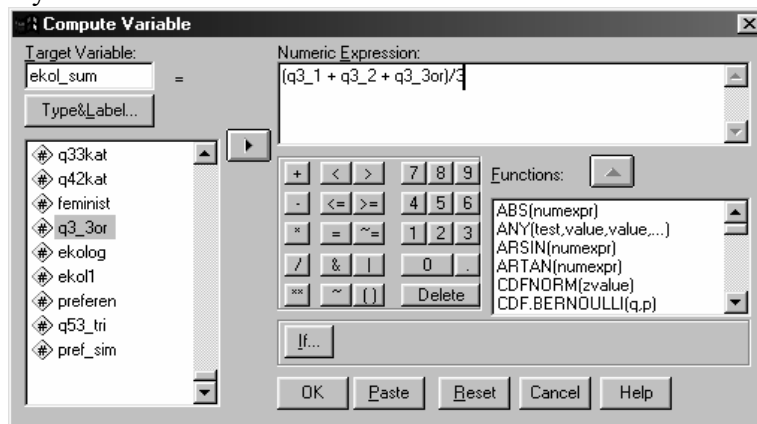 Compute Variable
Target Variable:
ekol_sum
=
Type&Label...
Numeric Expression:
(q3_1 + q3_2 + q3_3or)/3
q33kat
q42kat
feminist
q3_3or
ekolog
ekol1
preferen
q53_tri
pref_sim
+ < > 7 8 9
- <= >= 4 5 6
* = ~= 1 2 3
/ & | 0 .
** ~ () Delete
Functions:
ABS(numexpr)
ANY(test,value,value,...)
ARSIN(numexpr)
ARTAN(numexpr)
CDFNORM(zvalue)
CDF.BERNOULLI(q,p)
If...
OK Paste Reset Cancel Help